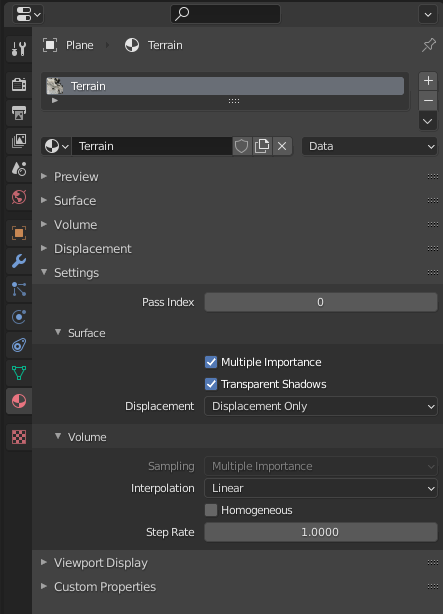 Plane Terrain
Terrain
Terrain Data
Preview
Surface
Volume
Displacement
Settings
Pass Index 0
Surface
Multiple Importance
Transparent Shadows
Displacement Displacement Only
Volume
Sampling Multiple Importance
Interpolation Linear
Homogeneous
Step Rate 1.0000
Viewport Display
Custom Properties